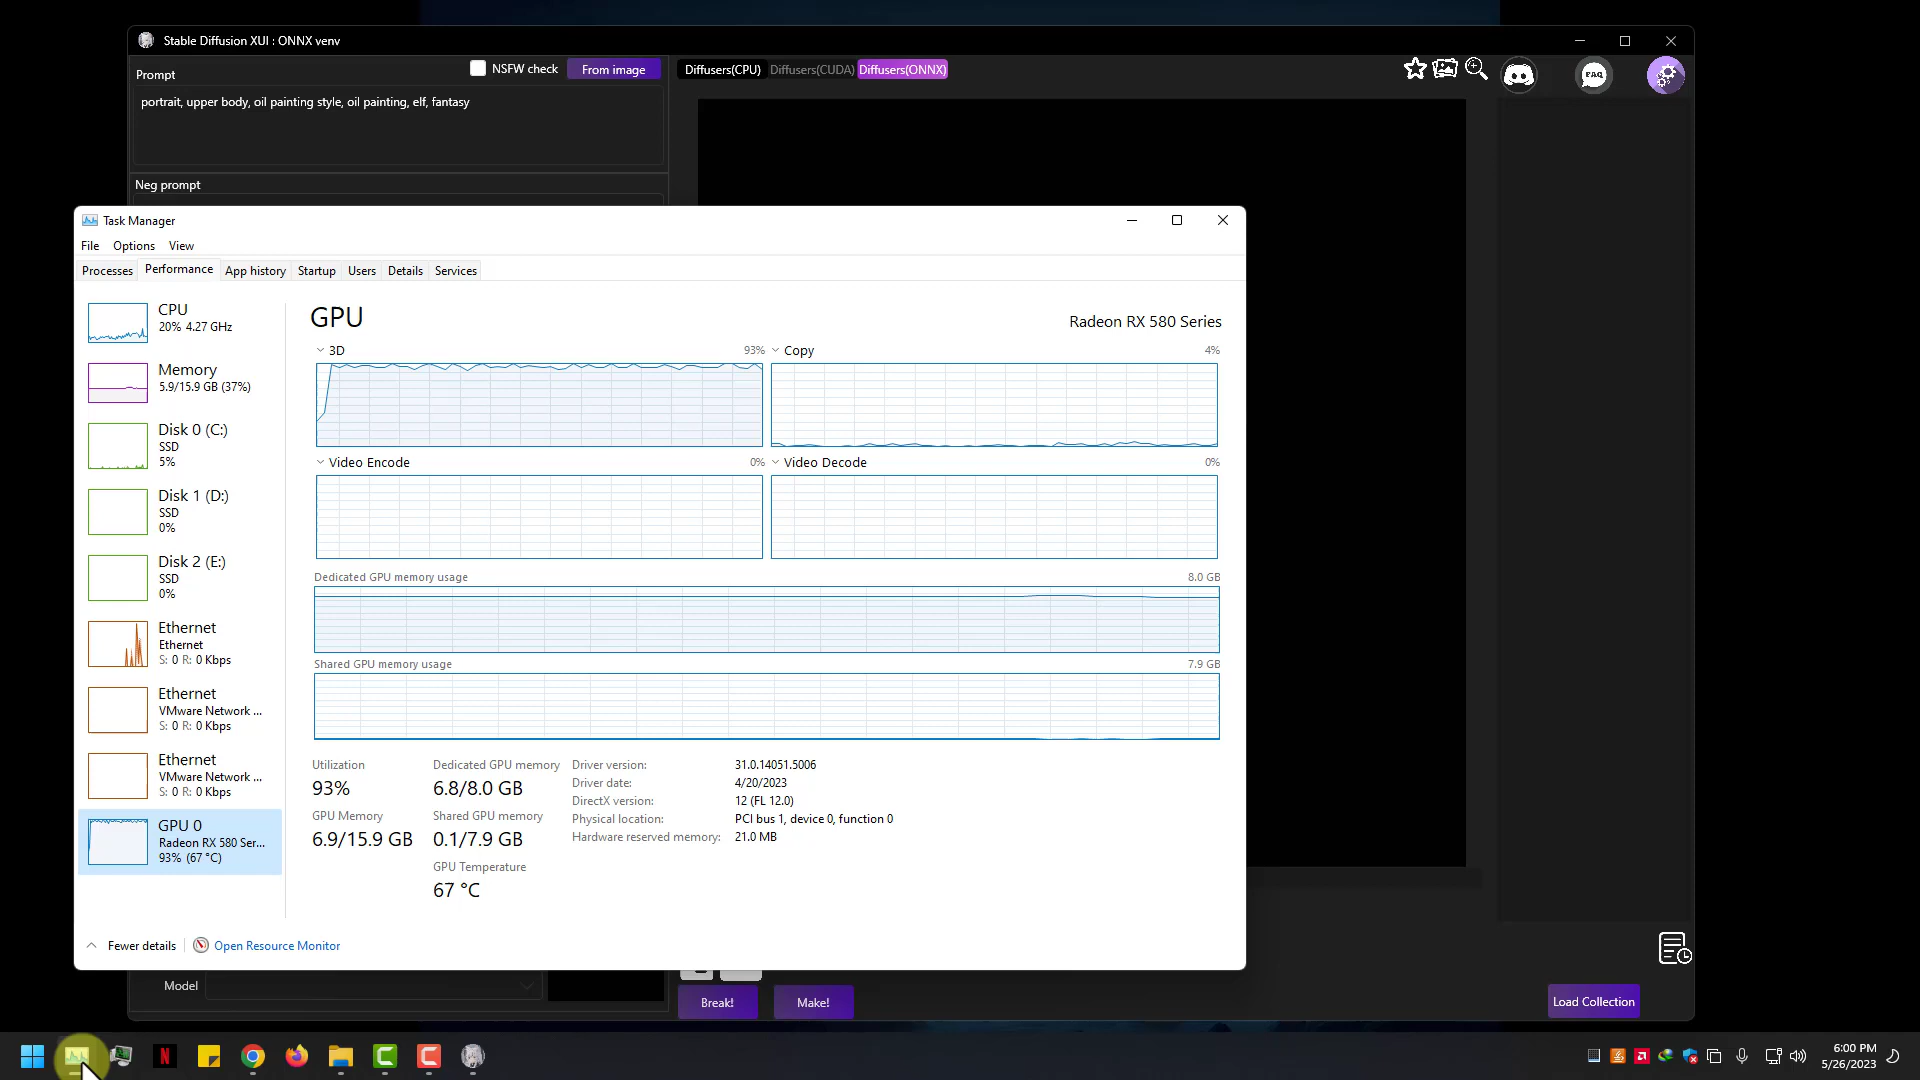 Stable Diffusion XUI : ONNX venv
Prompt
NSFW check
From image
Diffusers(CPU)
Diffusers(CUDA)
Diffusers(ONNX)
FAQ
portrait, upper body, oil painting style, oil painting, elf, fantasy
Neg prompt
Task Manager
File Options View
Processes Performance App history Startup Users Details Services
CPU
20% 4.27 GHz
Memory
5.9/15.9 GB (37%)
Disk 0 (C:)
SSD
5%
Disk 1 (D:)
SSD
0%
Disk 2 (E:)
SSD
0%
Ethernet
Ethernet
S: 0 R: 0 Kbps
Ethernet
VMware Network ...
S: 0 R: 0 Kbps
Ethernet
VMware Network ...
S: 0 R: 0 Kbps
GPU 0
Radeon RX 580 Ser...
93% (67 °C)
GPU
Radeon RX 580 Series
3D 93%
Copy 4%
Video Encode 0%
Video Decode 0%
Dedicated GPU memory usage 8.0 GB
Shared GPU memory usage 7.9 GB
Utilization
93%
Dedicated GPU memory
6.8/8.0 GB
GPU Memory
6.9/15.9 GB
Shared GPU memory
0.1/7.9 GB
GPU Temperature
67 °C
Driver version: 31.0.14051.5006
Driver date: 4/20/2023
DirectX version: 12 (FL 12.0)
Physical location: PCI bus 1, device 0, function 0
Hardware reserved memory: 21.0 MB
Fewer details
Open Resource Monitor
Model
Break!
Make!
Load Collection
N
C
C
6:00 PM
5/26/2023